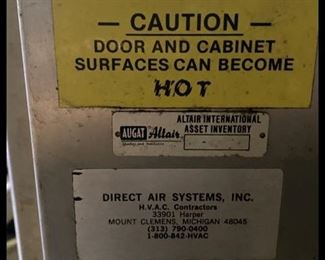 — CAUTION —
DOOR AND CABINET
SURFACES CAN BECOME
HOT
AUGAT Altair
ALTAIR INTERNATIONAL
ASSET INVENTORY
DIRECT AIR SYSTEMS, INC.
H.V.A.C. Contractors
33901 Harper
MOUNT CLEMENS, MICHIGAN 48045
(313) 790-0400
1-800-842-HVAC